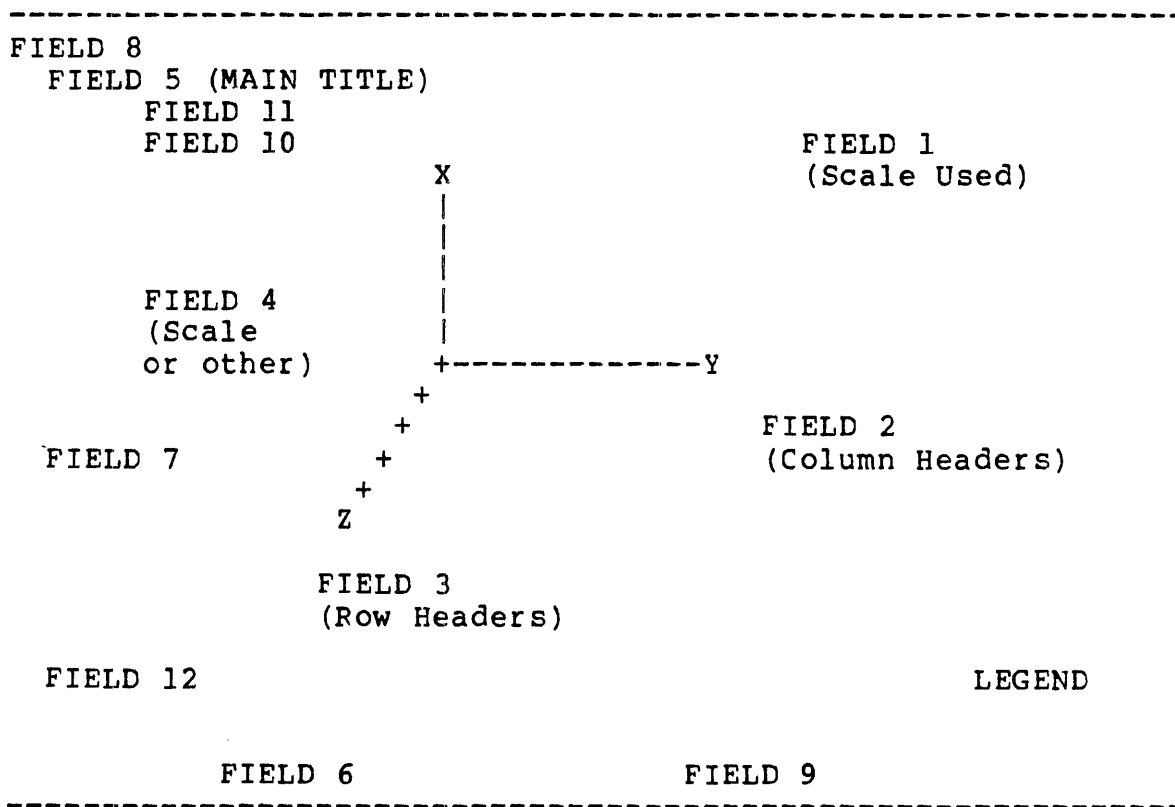 FIELD 8
FIELD 5 (MAIN TITLE)
FIELD 11
FIELD 10
FIELD 1
X
(Scale Used)
FIELD 4
(Scale
or other)
Y
FIELD 2
FIELD 7
(Column Headers)
Z
FIELD 3
(Row Headers)
FIELD 12
LEGEND
FIELD 6
FIELD 9